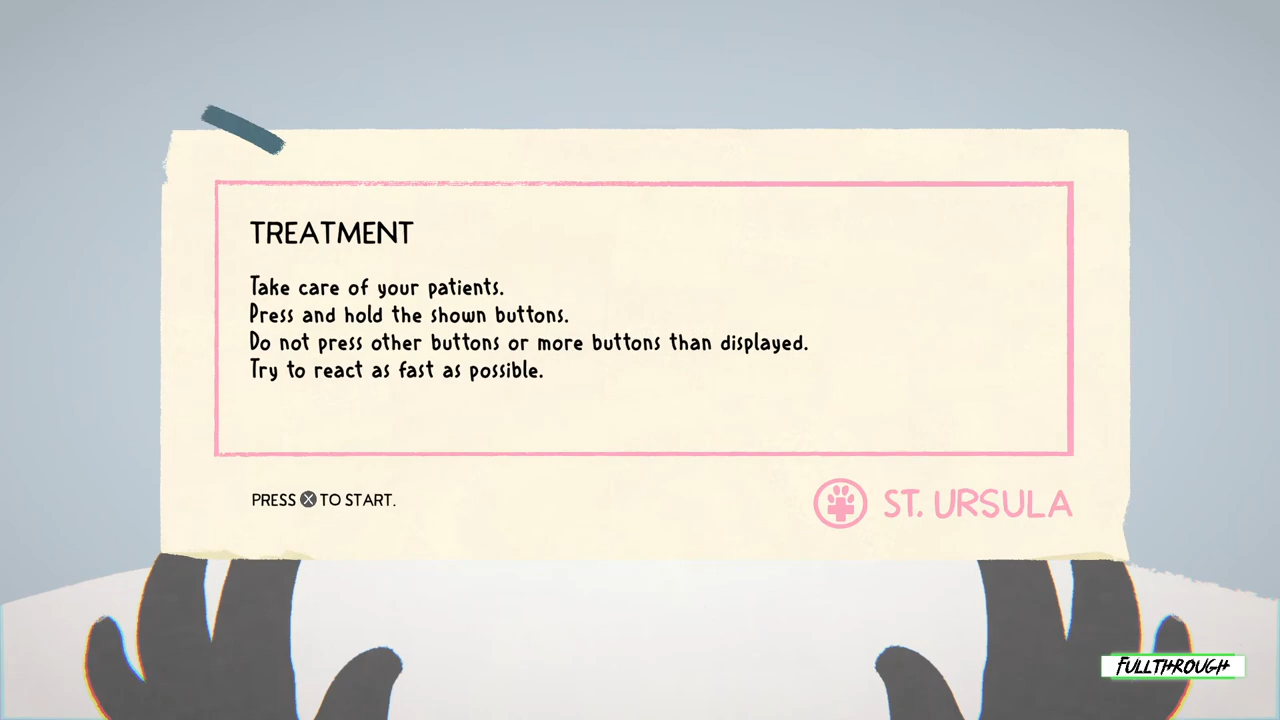 TREATMENT
Take care of your patients.
Press and hold the shown buttons.
Do not press other buttons or more buttons than displayed.
Try to react as fast as possible.
PRESS X TO START.
ST. URSULA
FULLTHROUGH